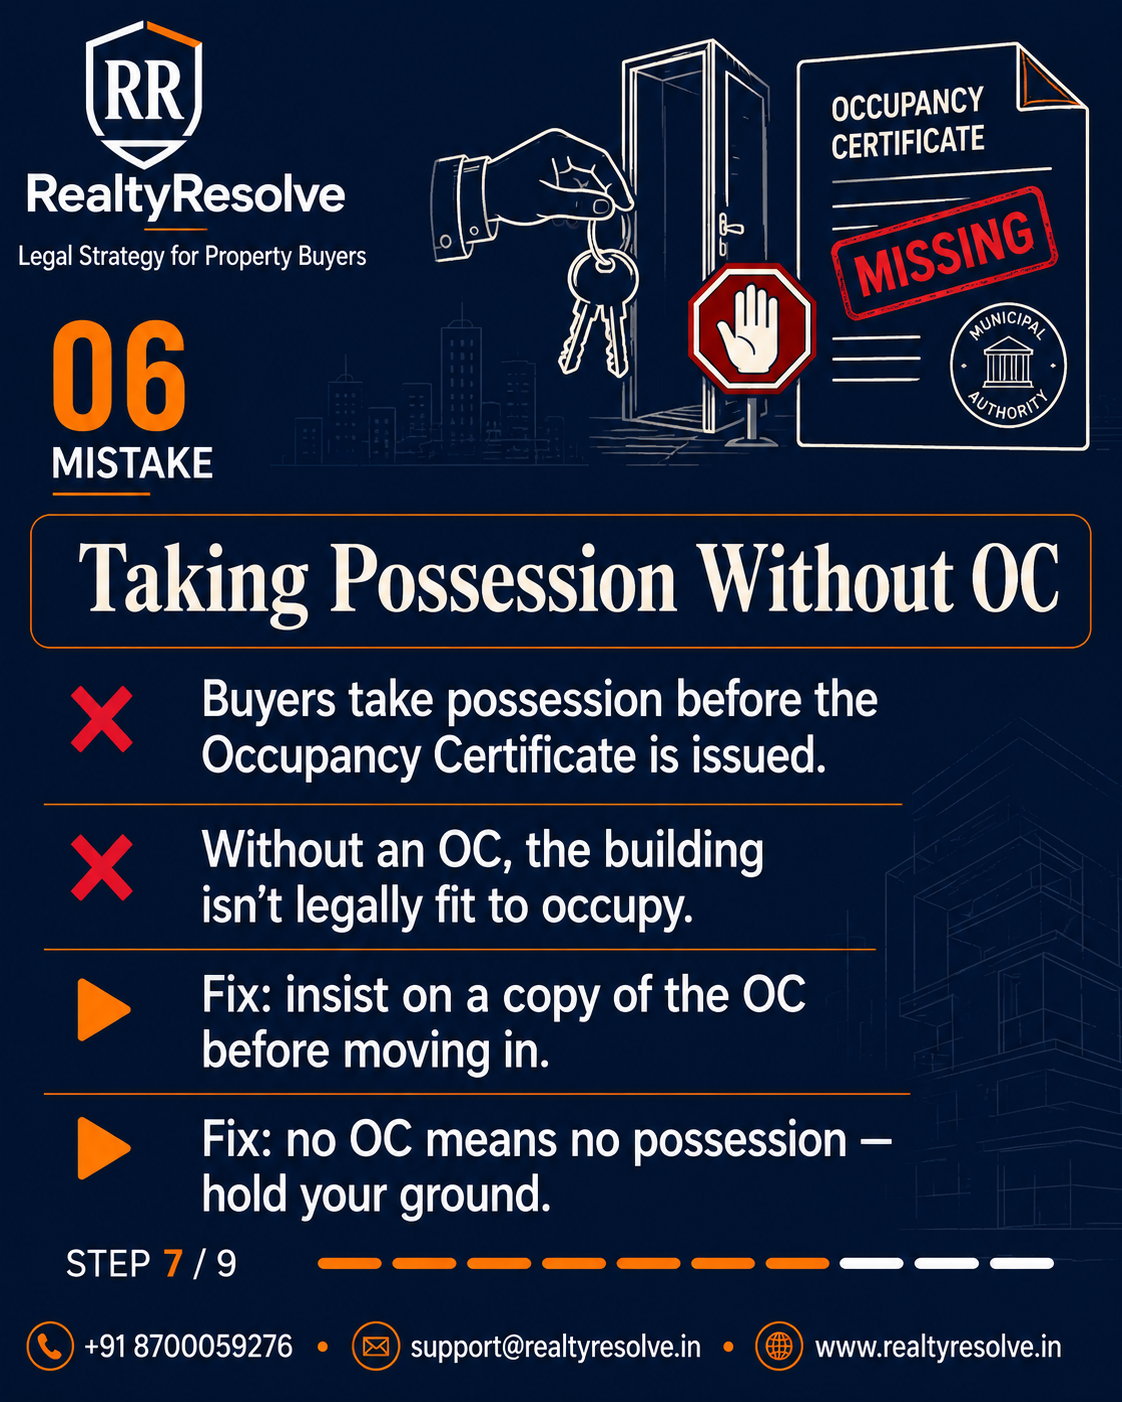 RR
RealtyResolve
Legal Strategy for Property Buyers
OCCUPANCY
CERTIFICATE
MISSING
MUNICIPAL
AUTHORITY
06
MISTAKE
Taking Possession Without OC
Buyers take possession before the
Occupancy Certificate is issued.
Without an OC, the building
isn’t legally fit to occupy.
Fix: insist on a copy of the OC
before moving in.
Fix: no OC means no possession —
hold your ground.
STEP 7 / 9
+91 8700059276 • support@realtyresolve.in • www.realtyresolve.in